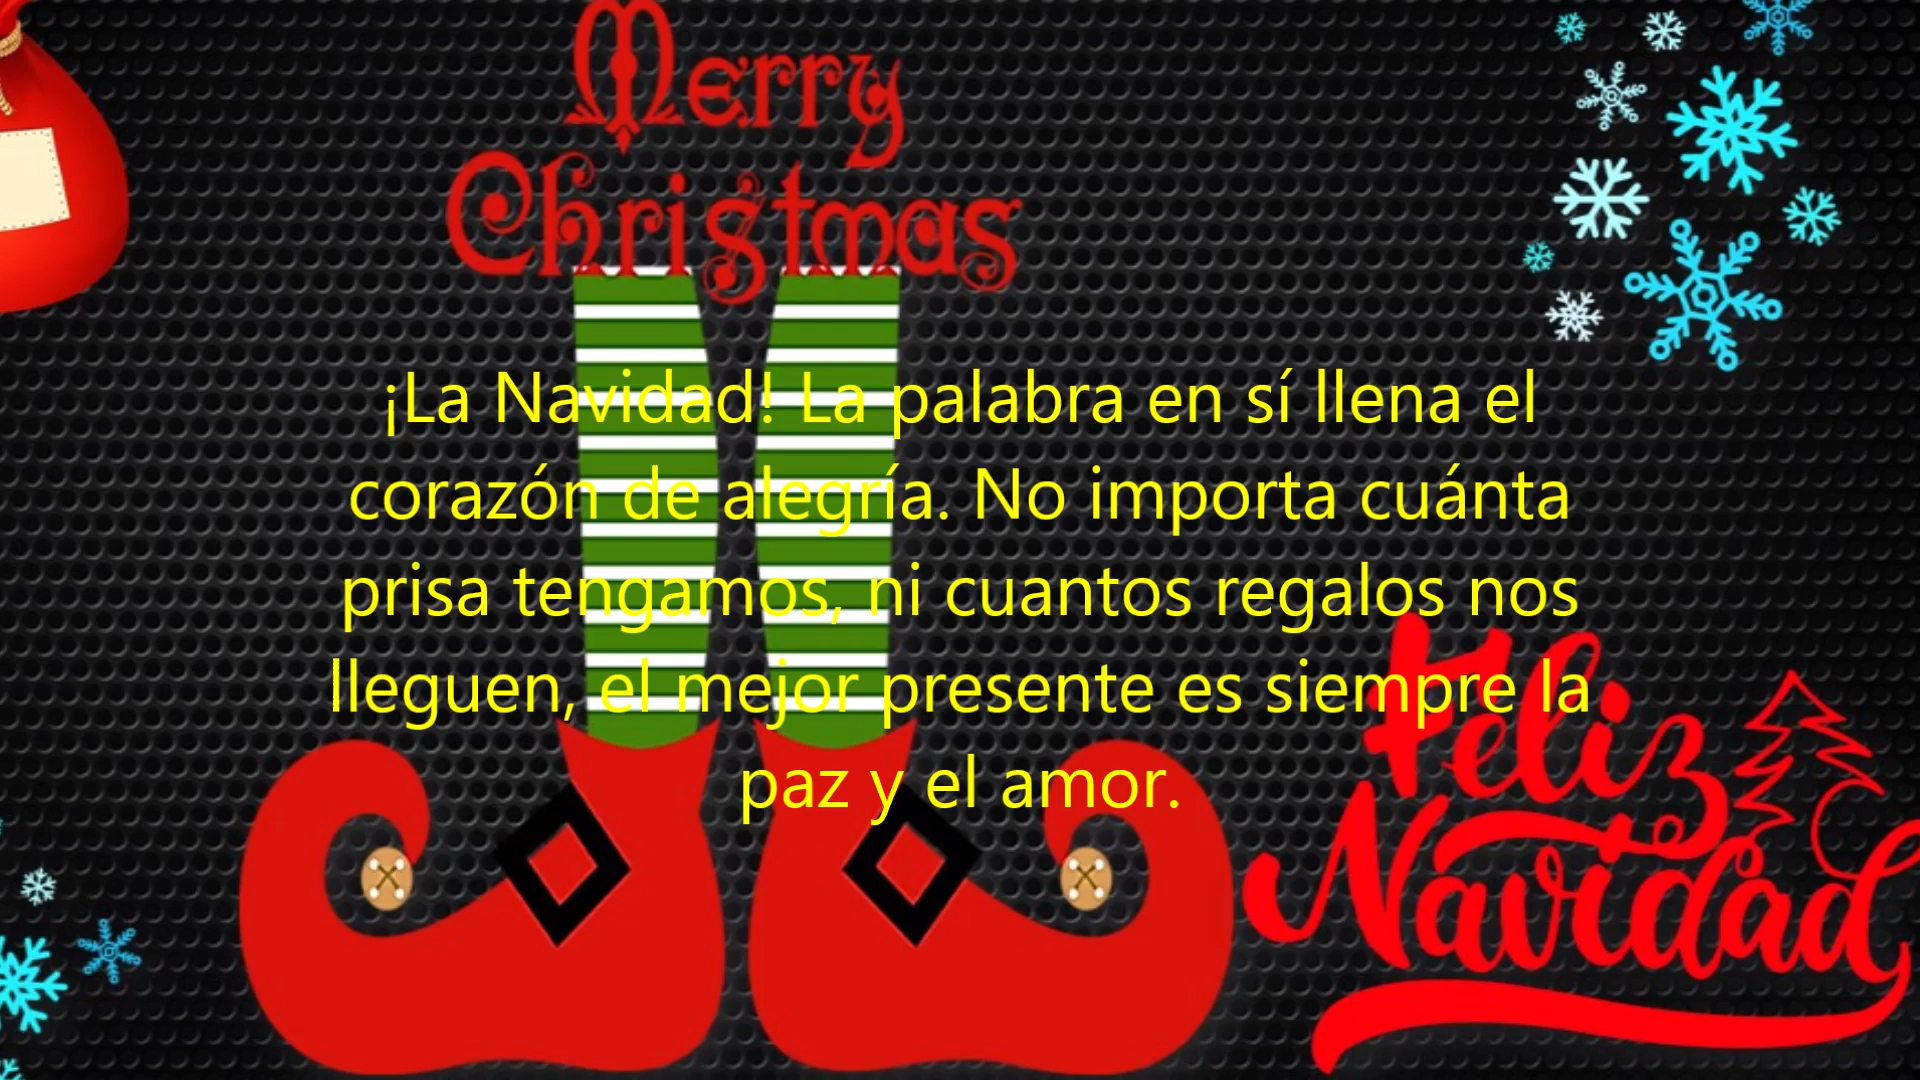 Merry
Christmas
¡La Navidad! La palabra en sí llena el
corazón de alegría. No importa cuánta
prisa tengamos, ni cuantos regalos nos
lleguen, el mejor presente es siempre la
paz y el amor.
Feliz
Navidad